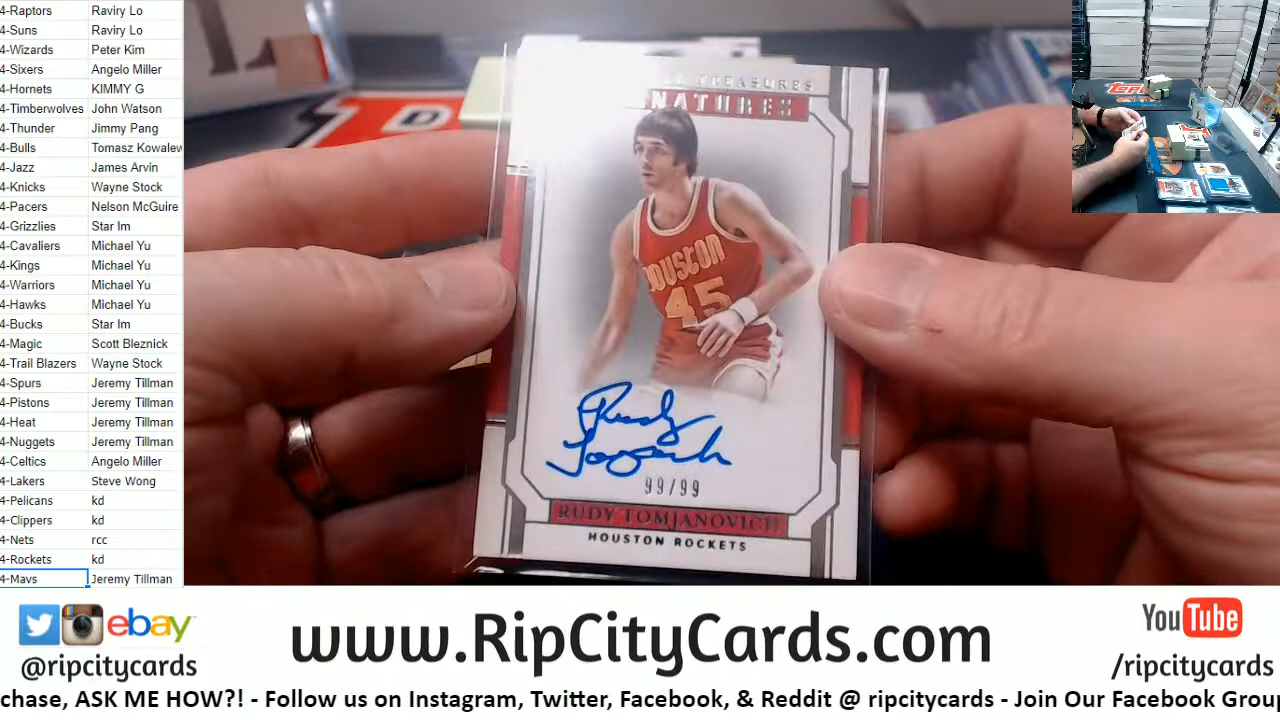 4-Raptors Raviry Lo
4-Suns Raviry Lo
4-Wizards Peter Kim
4-Sixers Angelo Miller
4-Hornets KIMMY G
4-Timberwolves John Watson
4-Thunder Jimmy Pang
4-Bulls Tomasz Kowalew
4-Jazz James Arvin
4-Knicks Wayne Stock
4-Pacers Nelson McGuire
4-Grizzlies Star Im
4-Cavaliers Michael Yu
4-Kings Michael Yu
4-Warriors Michael Yu
4-Hawks Michael Yu
4-Bucks Star Im
4-Magic Scott Bleznick
4-Trail Blazers Wayne Stock
4-Spurs Jeremy Tillman
4-Pistons Jeremy Tillman
4-Heat Jeremy Tillman
4-Nuggets Jeremy Tillman
4-Celtics Angelo Miller
4-Lakers Steve Wong
4-Pelicans kd
4-Clippers kd
4-Nets rcc
4-Rockets kd
4-Mavs Jeremy Tillman
NATURES
HOUSTON
45
Rudy
99/99
RUDY TOMJANOVICH
HOUSTON ROCKETS
Topps
ebay
@ripcitycards
www.RipCityCards.com
YouTube
/ripcitycards
chase, ASK ME HOW?! - Follow us on Instagram, Twitter, Facebook, & Reddit @ ripcitycards - Join Our Facebook Group